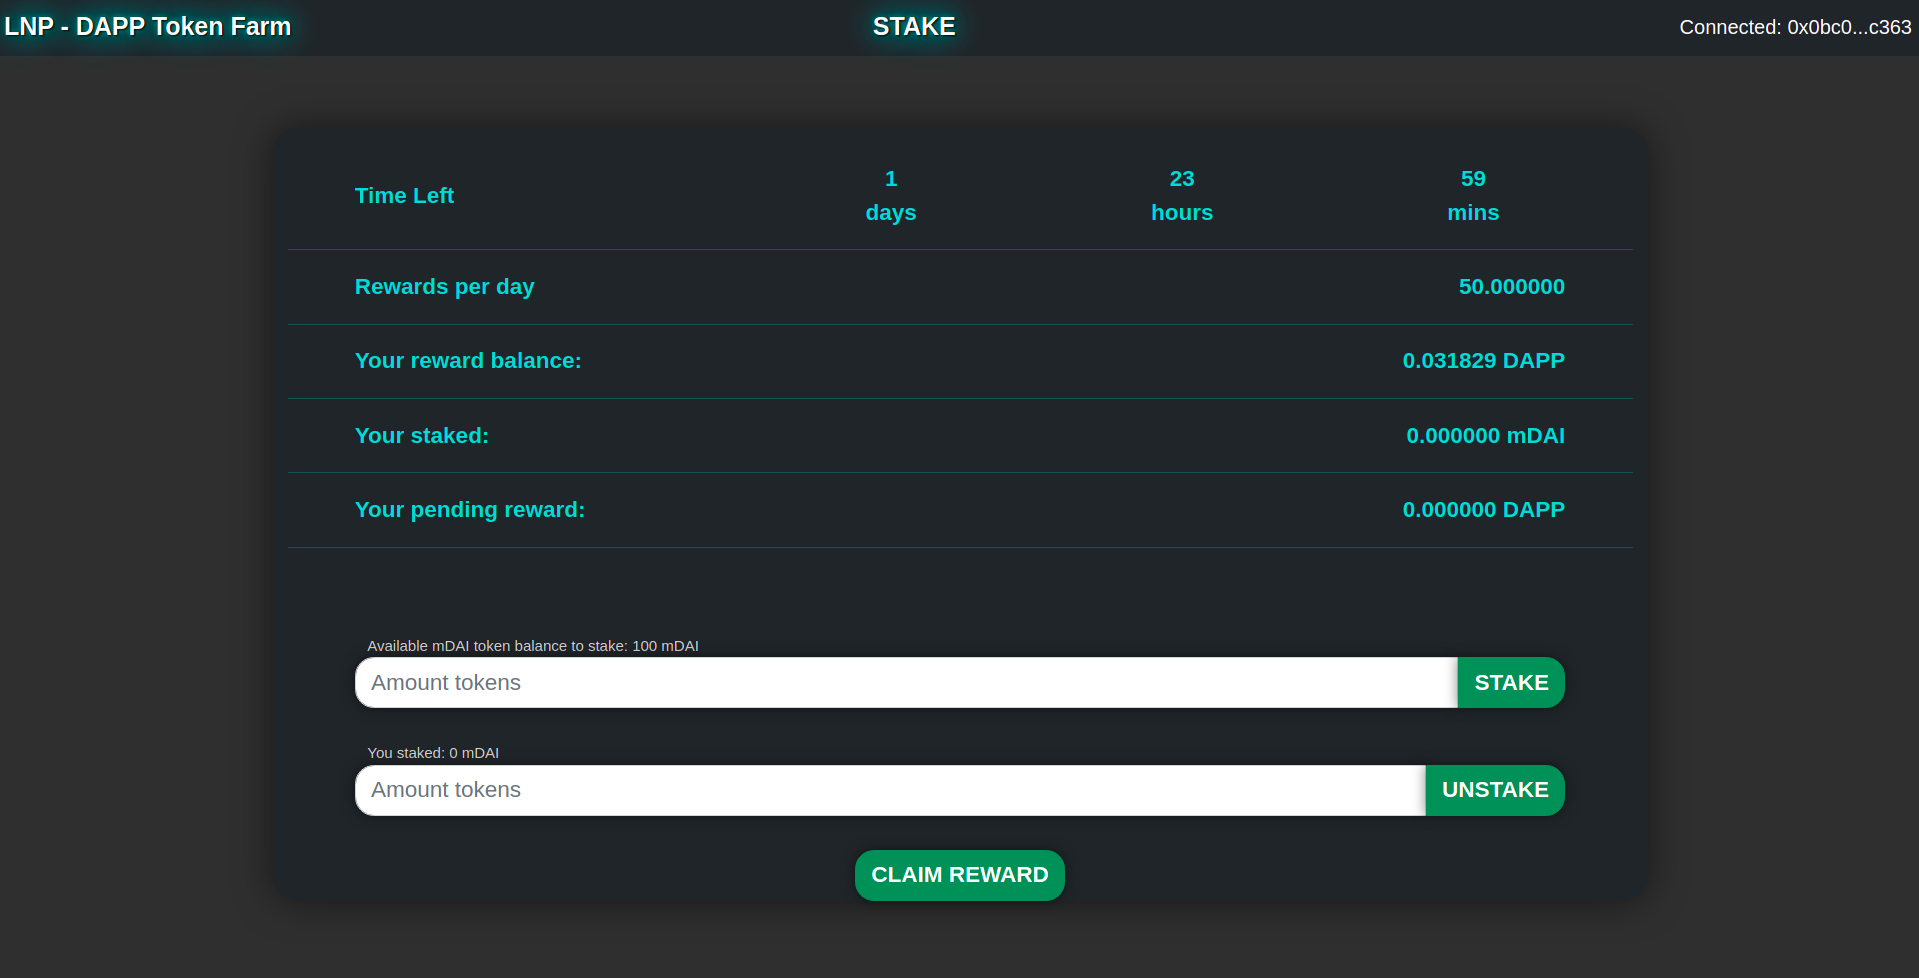 LNP - DAPP Token Farm
STAKE
Connected: 0x0bc0...c363
Time Left
1 days
23 hours
59 mins
Rewards per day
50.000000
Your reward balance:
0.031829 DAPP
Your staked:
0.000000 mDAI
Your pending reward:
0.000000 DAPP
Available mDAI token balance to stake: 100 mDAI
Amount tokens
STAKE
You staked: 0 mDAI
Amount tokens
UNSTAKE
CLAIM REWARD